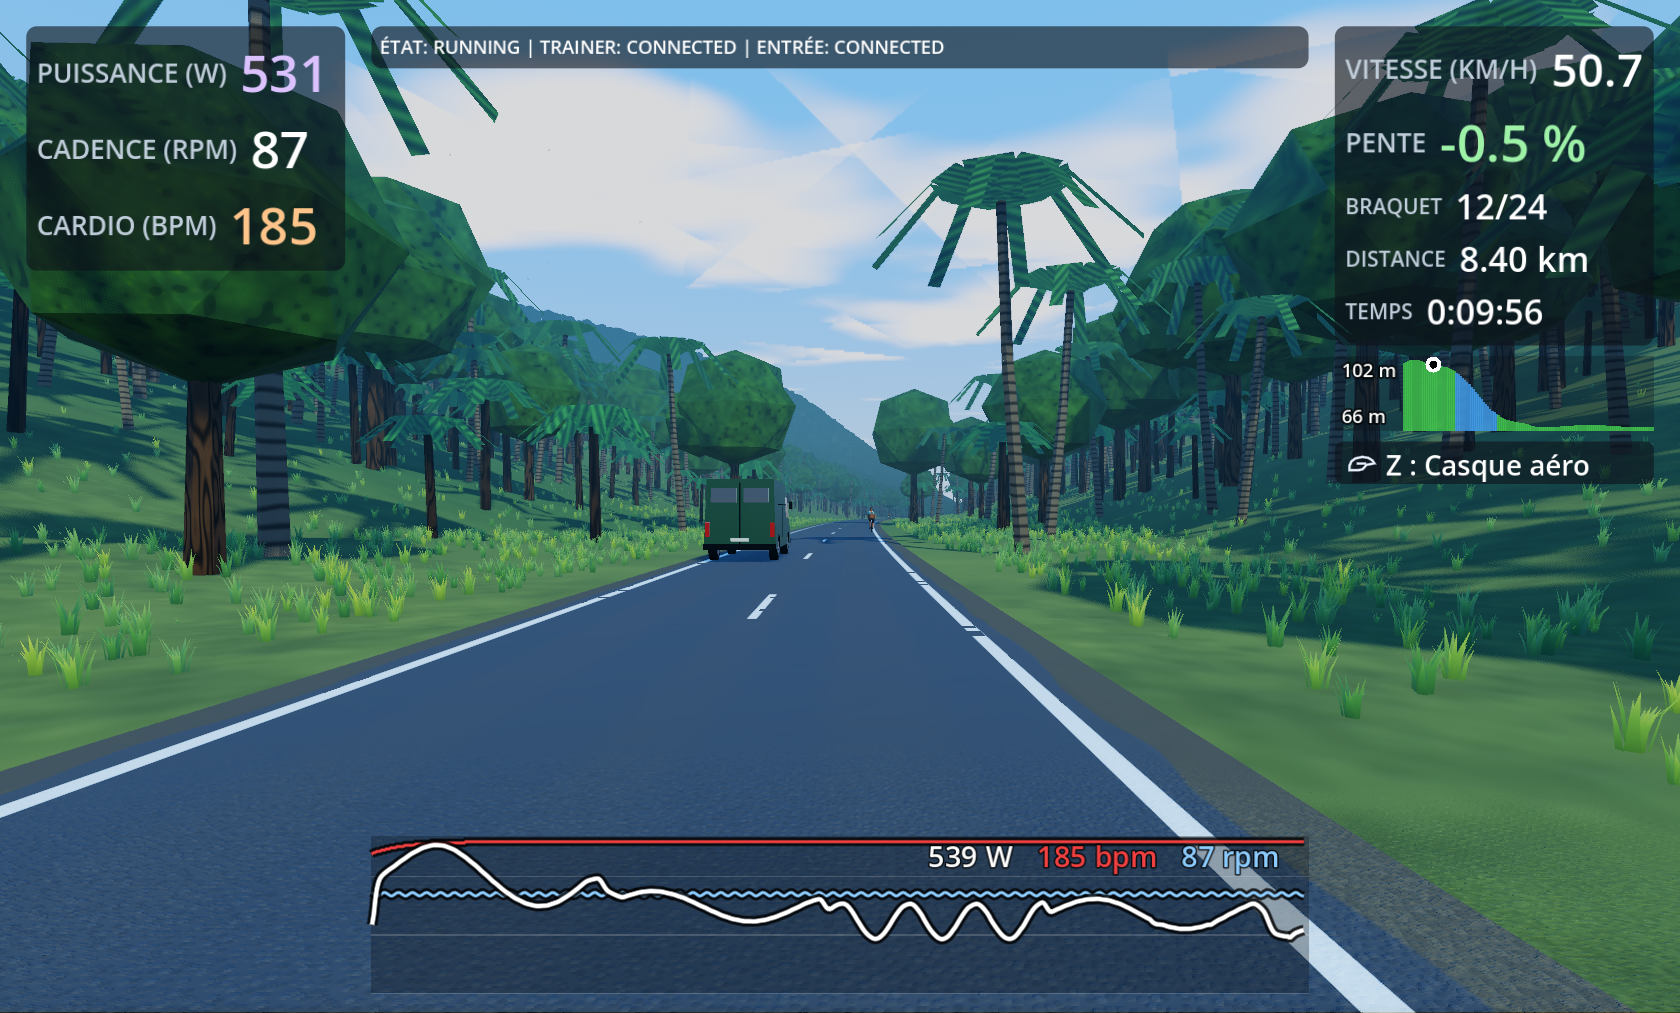 PUISSANCE (W) 531
CADENCE (RPM) 87
CARDIO (BPM) 185
ÉTAT: RUNNING | TRAINER: CONNECTED | ENTRÉE: CONNECTED
VITESSE (KM/H) 50.7
PENTE -0.5 %
BRAQUET 12/24
DISTANCE 8.40 km
TEMPS 0:09:56
102 m
66 m
Z : Casque aéro
539 W 185 bpm 87 rpm